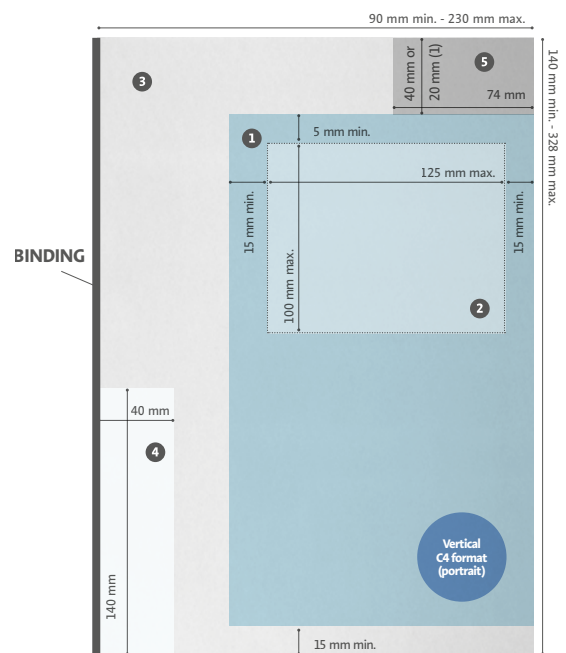 90 mm min. - 230 mm max.
140 mm min. - 328 mm max.
3
40 mm or
20 mm (1)
5
74 mm
1
5 mm min.
125 mm max.
15 mm min.
15 mm min.
100 mm max.
2
BINDING
40 mm
4
140 mm
Vertical
C4 format
(portrait)
15 mm min.